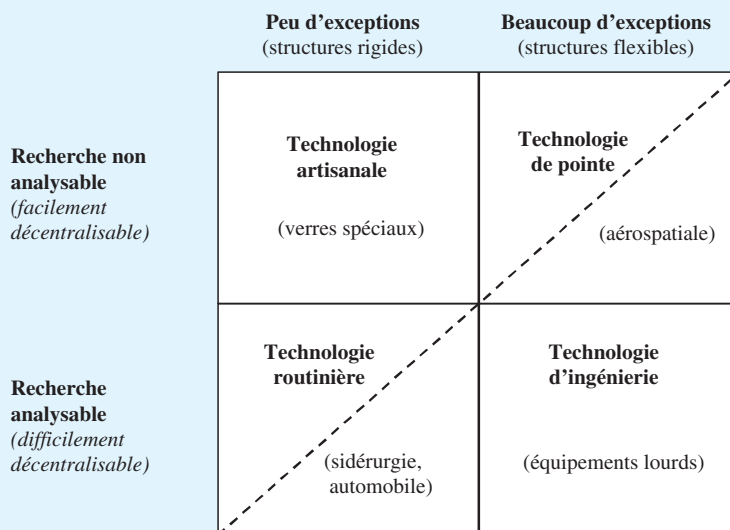 Peu d’exceptions
(structures rigides)
Beaucoup d’exceptions
(structures flexibles)
Recherche non
analysable
(facilement
décentralisable)
Technologie
artisanale
(verres spéciaux)
Technologie
de pointe
(aérospatiale)
Recherche
analysable
(difficilement
décentralisable)
Technologie
routinière
(sidérurgie,
automobile)
Technologie
d’ingénierie
(équipements lourds)